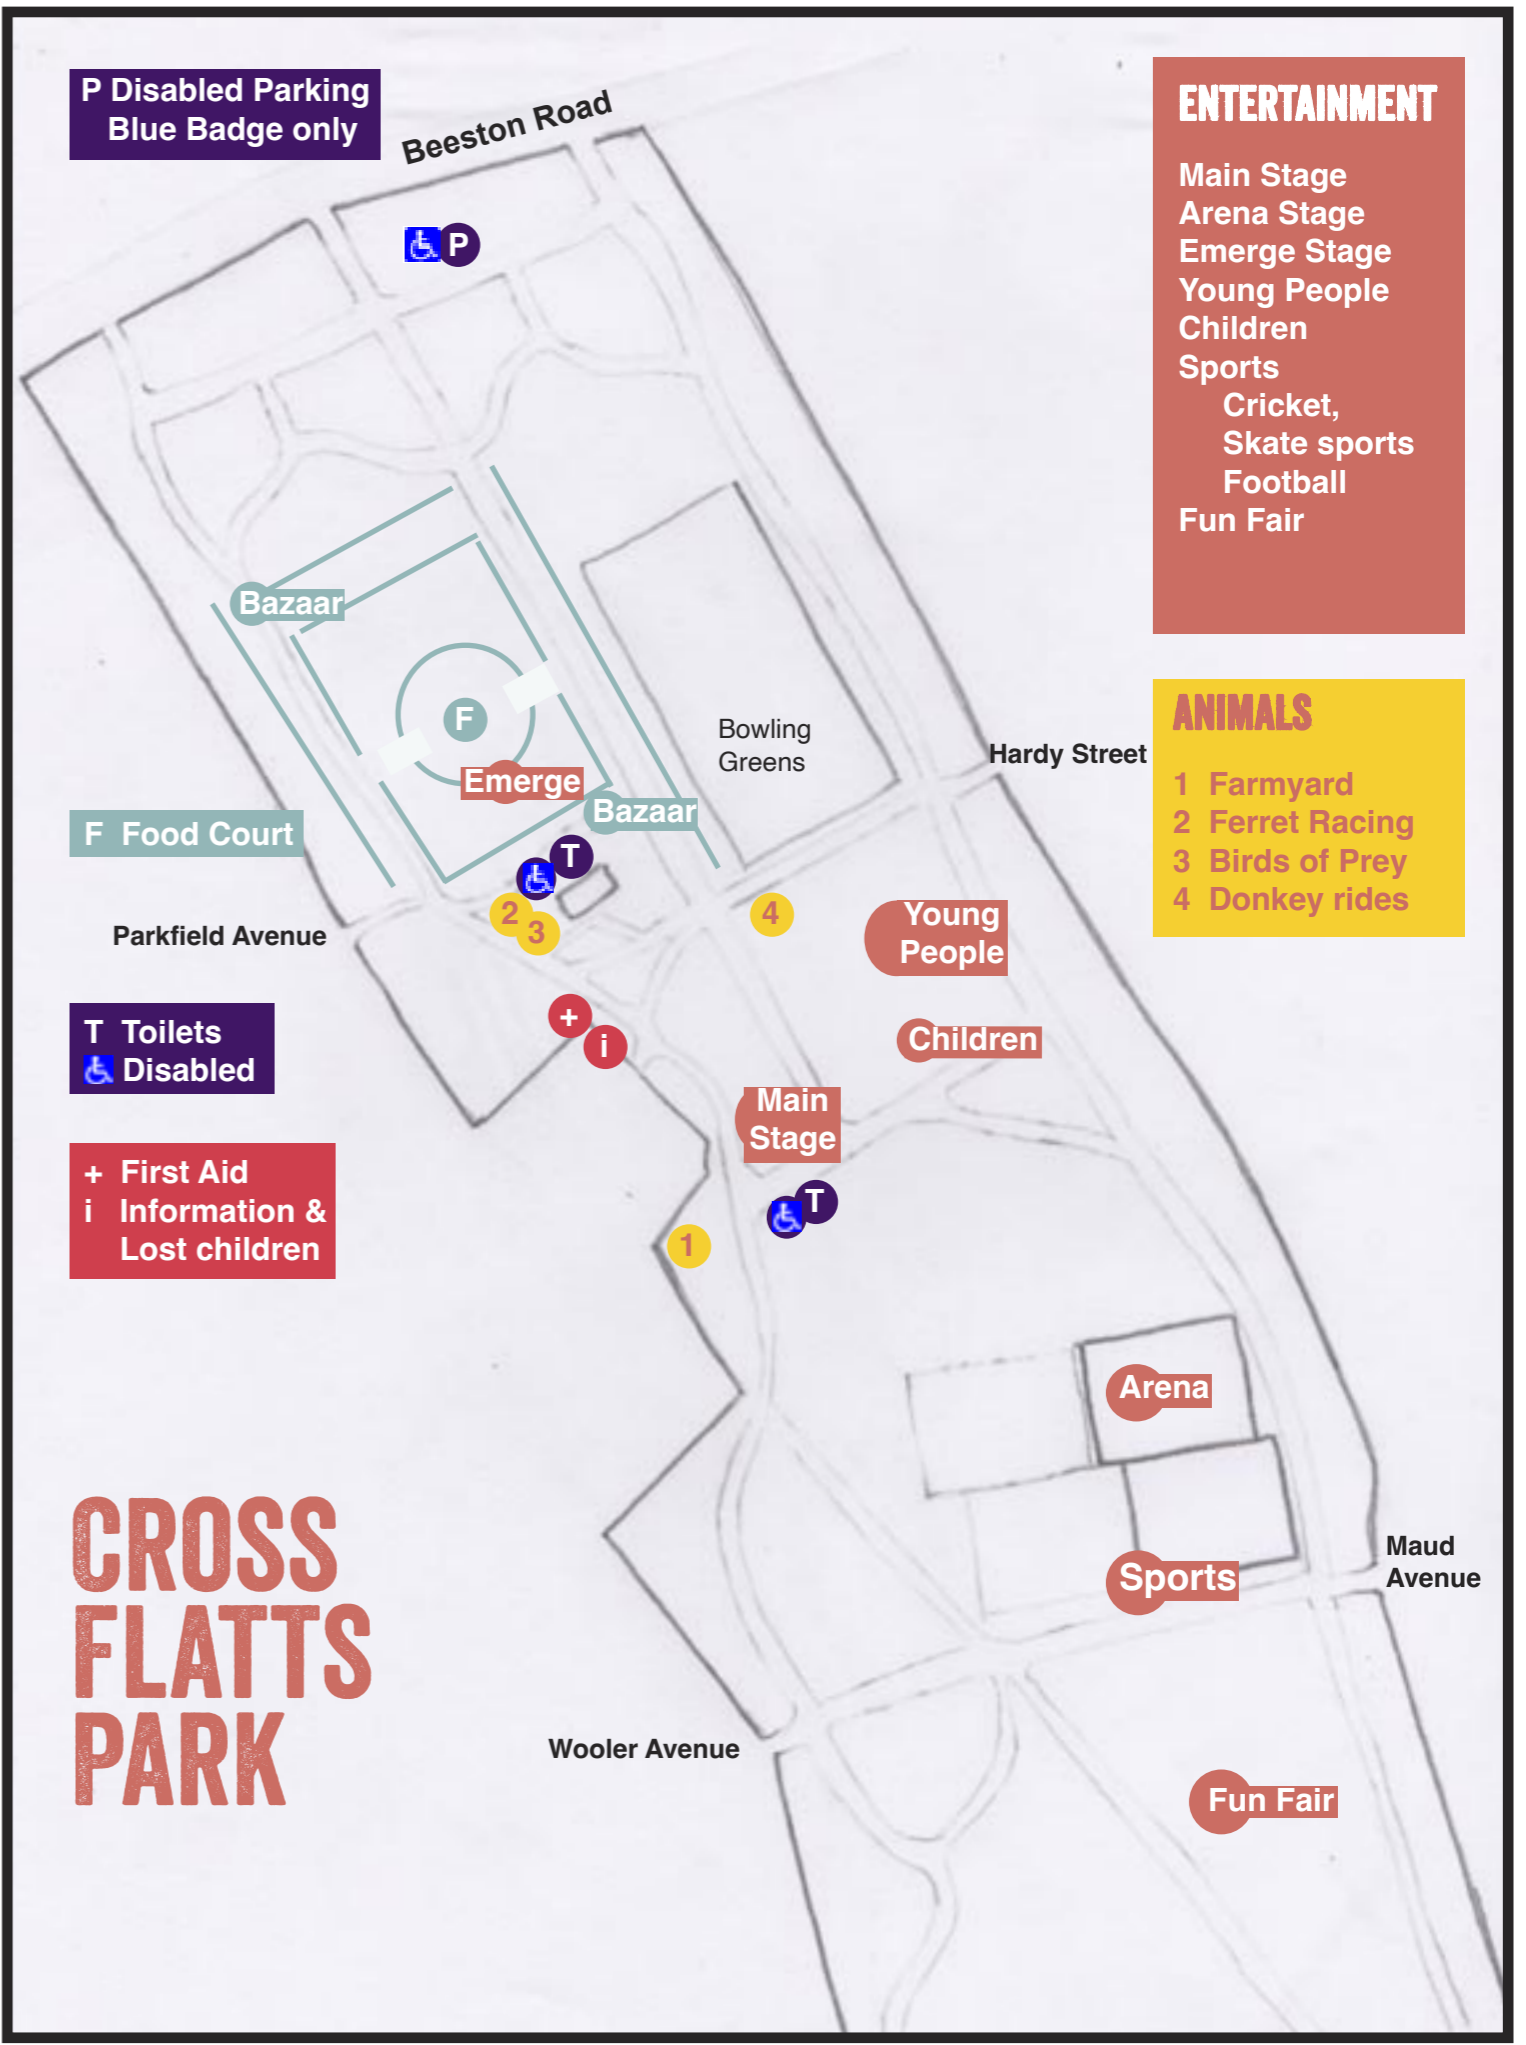 P Disabled Parking
Blue Badge only
Beeston Road
P
ENTERTAINMENT
Main Stage
Arena Stage
Emerge Stage
Young People
Children
Sports
Cricket,
Skate sports
Football
Fun Fair
Bazaar
F
Bowling
Greens
Emerge
Bazaar
Hardy Street
ANIMALS
1 Farmyard
2 Ferret Racing
3 Birds of Prey
4 Donkey rides
F Food Court
T
2
3
4
Young
People
Parkfield Avenue
T Toilets
Disabled
+
i
Children
Main
Stage
+ First Aid
i Information &
Lost children
T
1
Arena
CROSS
FLATTS
PARK
Sports
Maud
Avenue
Wooler Avenue
Fun Fair